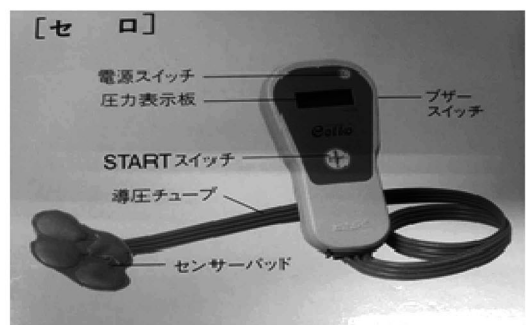 [セ　ロ]
電源スイッチ
圧力表示板
ブザー
スイッチ
Cello
STARTスイッチ
導圧チューブ
センサーパッド